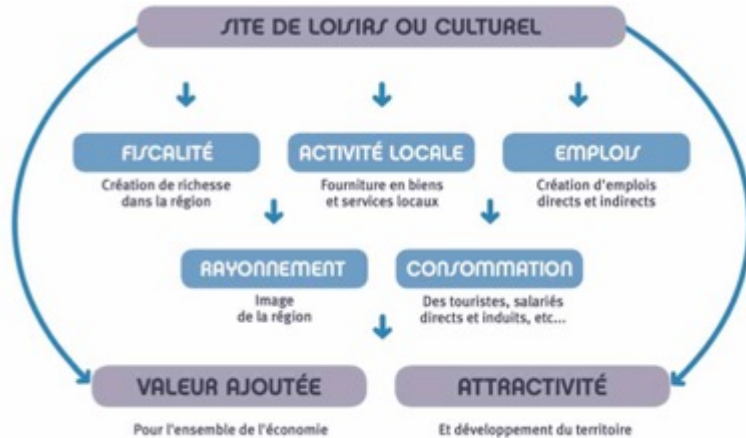 SITE DE LOISIRS OU CULTUREL
FISCALITÉ
Création de richesse
dans la région
ACTIVITÉ LOCALE
Fourniture en biens
et services locaux
EMPLOIS
Création d'emplois
directs et indirects
RAYONNEMENT
Image
de la région
CONSOMMATION
Des touristes, salariés
directs et induits, etc...
VALEUR AJOUTÉE
Pour l'ensemble de l'économie
ATTRACTIVITÉ
Et développement du territoire